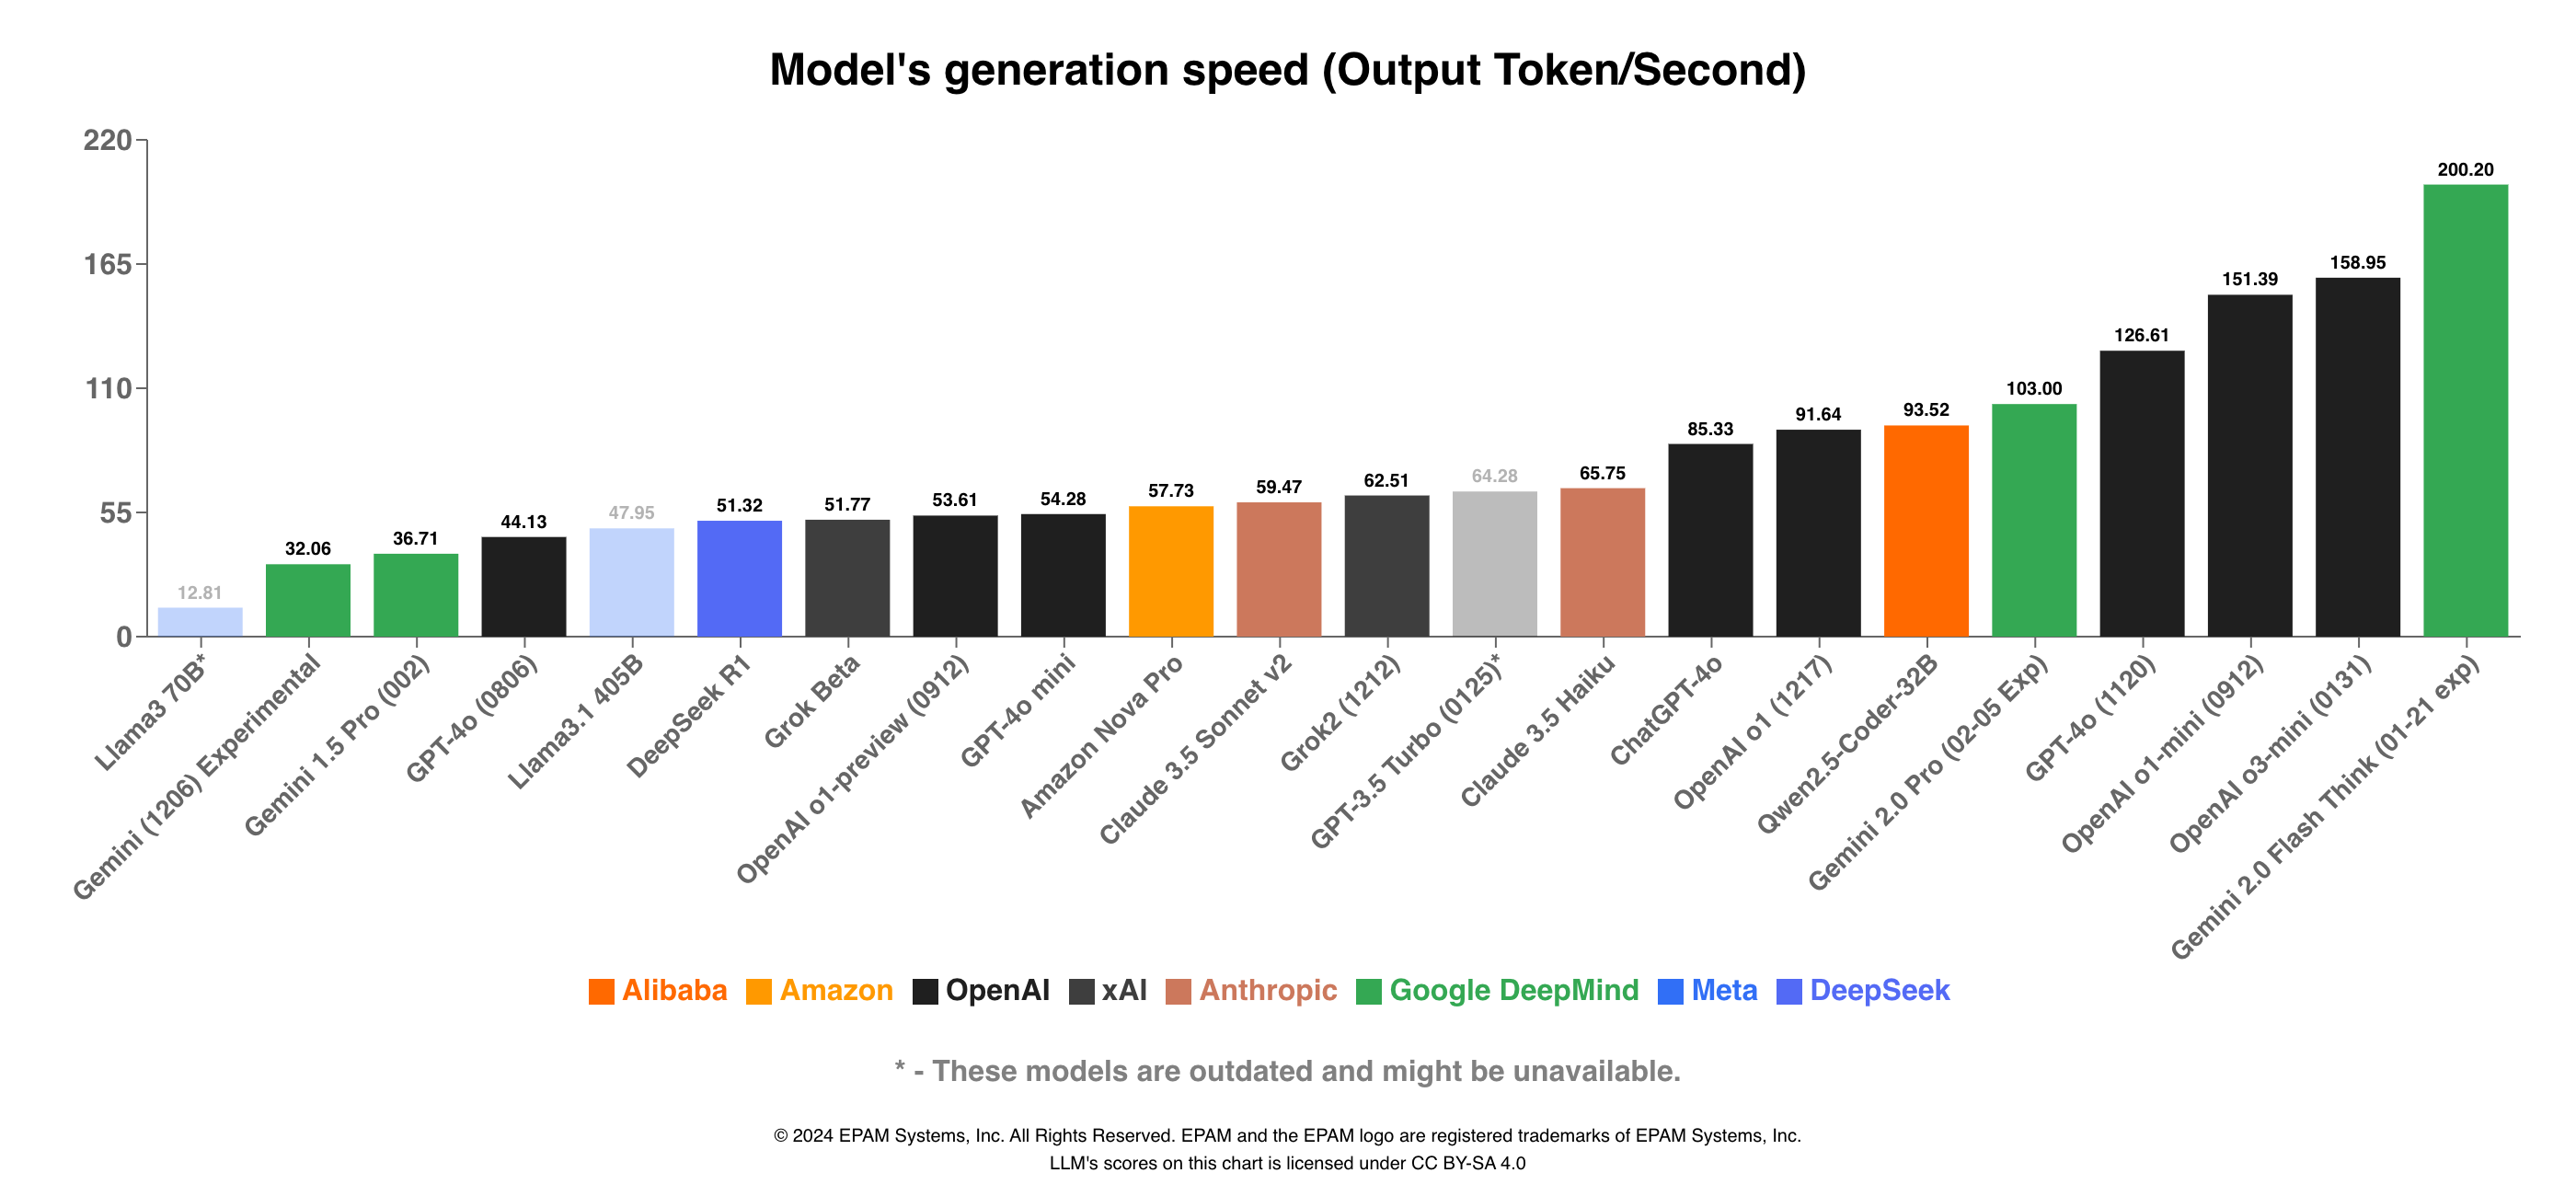 Model's generation speed (Output Token/Second)
220
165
110
55
0
12.81
32.06
36.71
44.13
47.95
51.32
51.77
53.61
54.28
57.73
59.47
62.51
64.28
65.75
85.33
91.64
93.52
103.00
126.61
151.39
158.95
200.20
Llama3 70B*
Gemini (1206) Experimental
Gemini 1.5 Pro (002)
GPT-4o (0806)
Llama3.1 405B
DeepSeek R1
Grok Beta
OpenAI o1-preview (0912)
GPT-4o mini
Amazon Nova Pro
Claude 3.5 Sonnet v2
Grok2 (1212)
GPT-3.5 Turbo (0125)*
Claude 3.5 Haiku
ChatGPT-4o
OpenAI o1 (1217)
Qwen2.5-Coder-32B
Gemini 2.0 Pro (02-05 Exp)
GPT-4o (1120)
OpenAI o1-mini (0912)
OpenAI o3-mini (0131)
Gemini 2.0 Flash Think (01-21 exp)
Alibaba Amazon OpenAI xAI Anthropic Google DeepMind Meta DeepSeek
* - These models are outdated and might be unavailable.
© 2024 EPAM Systems, Inc. All Rights Reserved. EPAM and the EPAM logo are registered trademarks of EPAM Systems, Inc.
LLM's scores on this chart is licensed under CC BY-SA 4.0